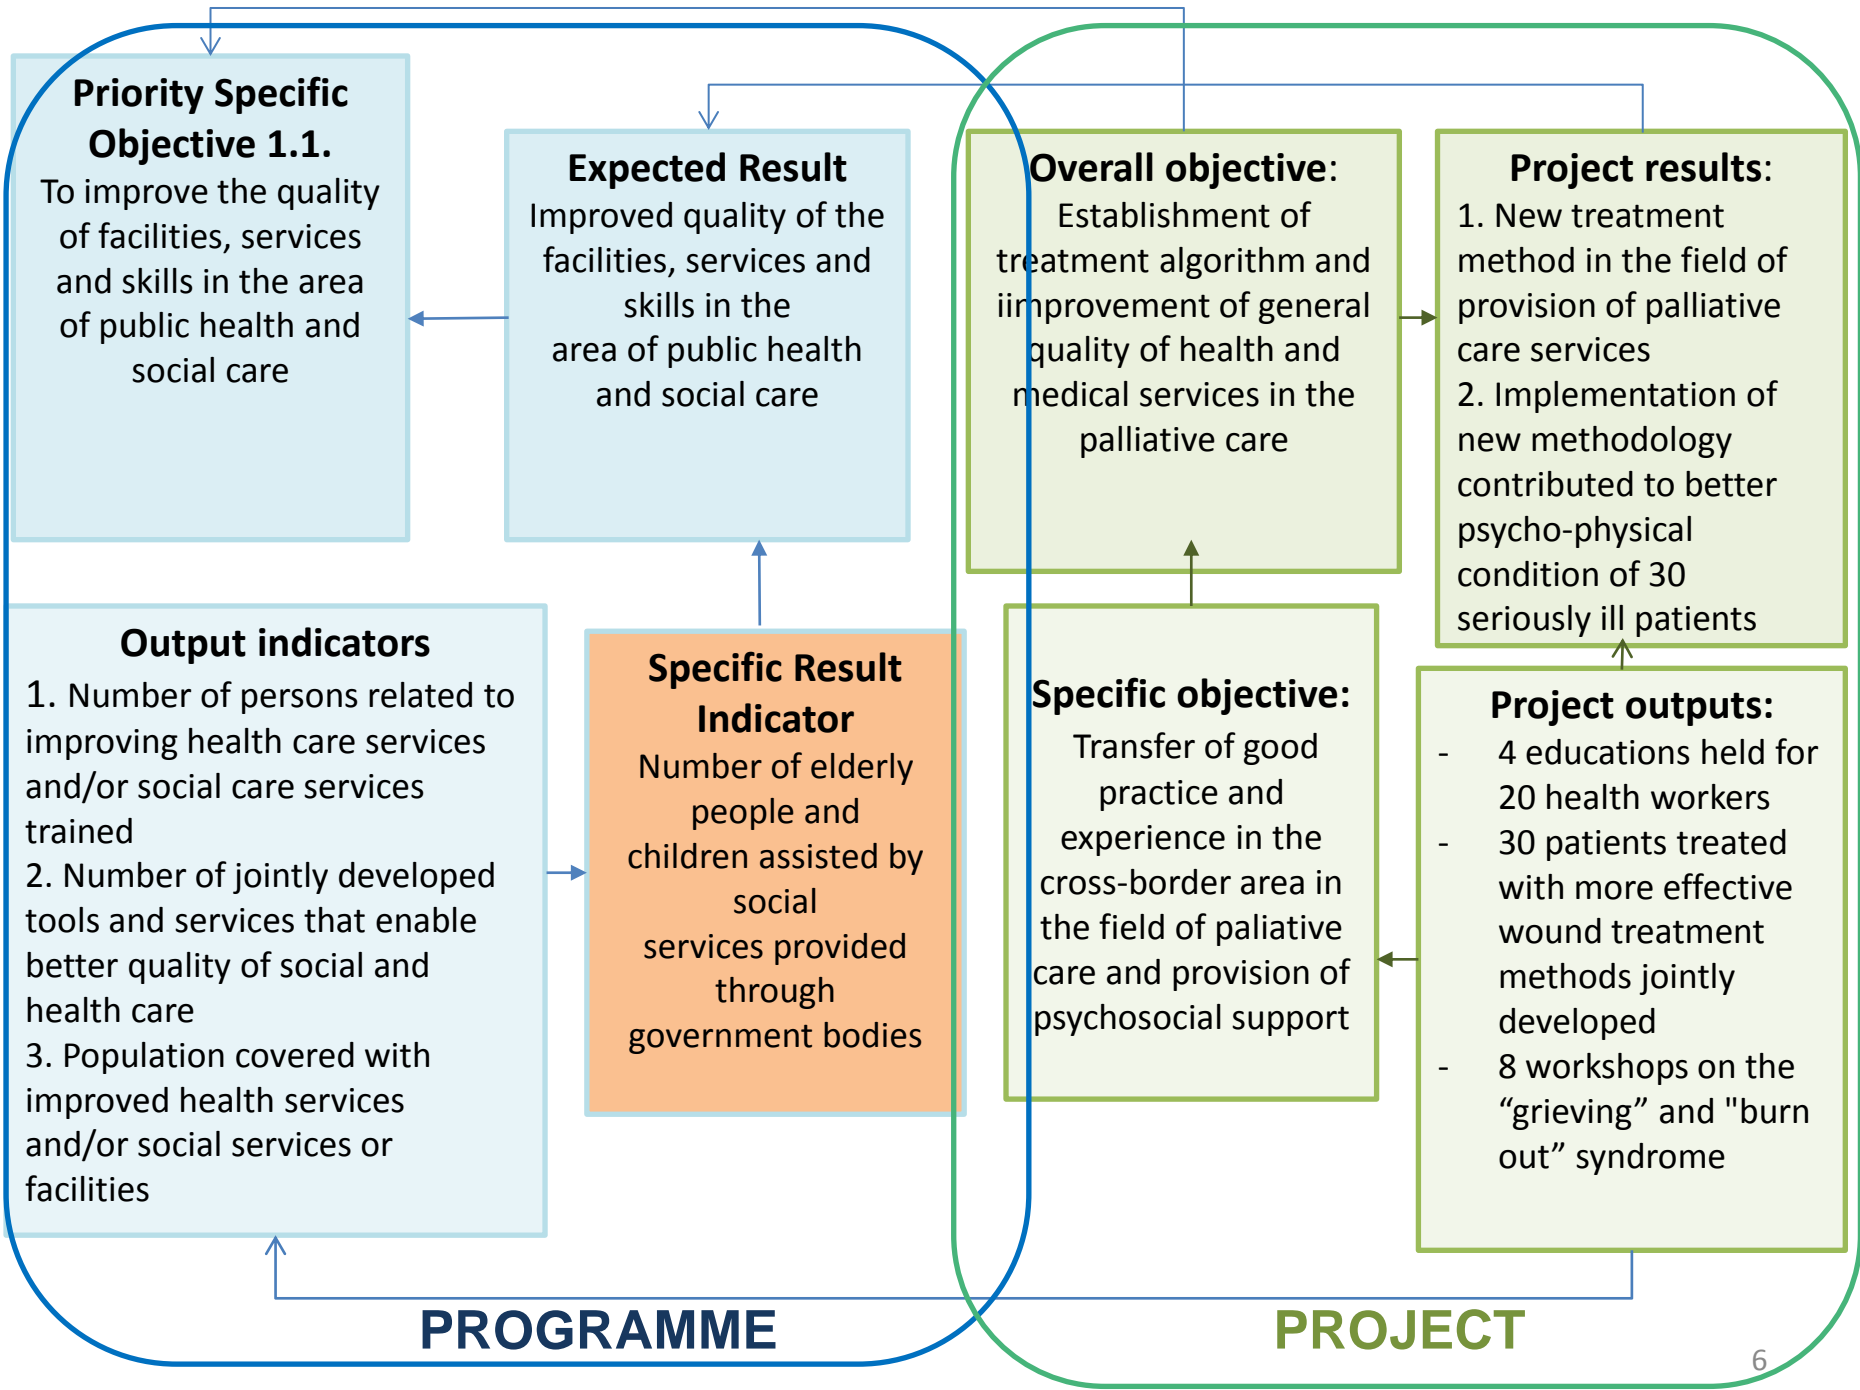 Priority Specific
Objective 1.1.
To improve the quality
of facilities, services
and skills in the area
of public health and
social care
Expected Result
Improved quality of the
facilities, services and
skills in the
area of public health
and social care
Overall objective:
Establishment of
treatment algorithm and
iimprovement of general
quality of health and
medical services in the
palliative care
Project results:
1. New treatment
method in the field of
provision of palliative
care services
2. Implementation of
new methodology
contributed to better
psycho-physical
condition of 30
seriously ill patients
Output indicators
1. Number of persons related to
improving health care services
and/or social care services
trained
2. Number of jointly developed
tools and services that enable
better quality of social and
health care
3. Population covered with
improved health services
and/or social services or
facilities
Specific Result
Indicator
Number of elderly
people and
children assisted by
social
services provided
through
government bodies
Specific objective:
Transfer of good
practice and
experience in the
cross-border area in
the field of paliative
care and provision of
psychosocial support
Project outputs:
- 4 educations held for
20 health workers
- 30 patients treated
with more effective
wound treatment
methods jointly
developed
- 8 workshops on the
“grieving” and "burn
out” syndrome
PROGRAMME
PROJECT
6